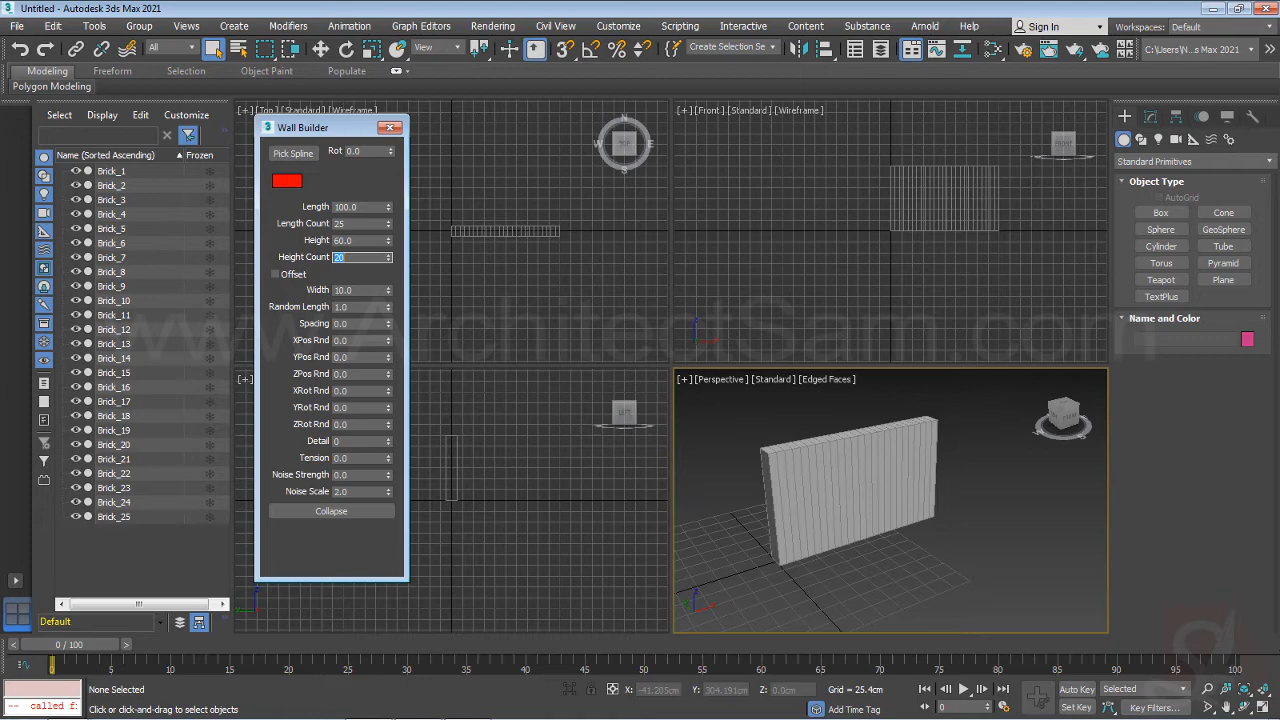 Untitled - Autodesk 3ds Max 2021
File Edit Tools Group Views Create Modifiers Animation Graph Editors Rendering Civil View Customize Scripting Interactive Content Substance Arnold Help Sign In Workspaces: Default
All View Create Selection Se C:\Users\N...s Max 2021
Modeling Freeform Selection Object Paint Populate
Polygon Modeling
Select Display Customize
Name (Sorted Ascending) Frozen
Brick_1
Brick_2
Brick_3
Brick_4
Brick_5
Brick_6
Brick_7
Brick_8
Brick_9
Brick_10
Brick_11
Brick_12
Brick_13
Brick_14
Brick_15
Brick_16
Brick_17
Brick_18
Brick_19
Brick_20
Brick_21
Brick_22
Brick_23
Brick_24
Brick_25
Default
[+] [Top] [Standard] [Wireframe]
N
W TOP E
S
Wall Builder
Pick Spline Rot 0.0
Length 100.0
Length Count 25
Height 60.0
Height Count 20
Offset
Width 10.0
Random Length 1.0
Spacing 0.0
XPos Rnd 0.0
YPos Rnd 0.0
ZPos Rnd 0.0
XRot Rnd 0.0
YRot Rnd 0.0
ZRot Rnd 0.0
Detail 0
Tension 0.0
Noise Strength 0.0
Noise Scale 2.0
Collapse
[+] [Front] [Standard] [Wireframe]
FRONT
[+]
LEFT
[+] [Perspective] [Standard] [Edged Faces]
Standard Primitives
Object Type
AutoGrid
Box Cone
Sphere GeoSphere
Cylinder Tube
Torus Pyramid
Teapot Plane
TextPlus
Name and Color
www.ArchitectSam.com
0 / 100
0 5 10 15 20 25 30 35 40 45 50 55 60 65 70 75 80 85 90 95 100
None Selected X: -41.205cm Y: 304.191cm Z: 0.0cm Grid = 25.4cm Auto Key Selected
-- called f: Click or click-and-drag to select objects Add Time Tag 0 Set Key Key Filters...